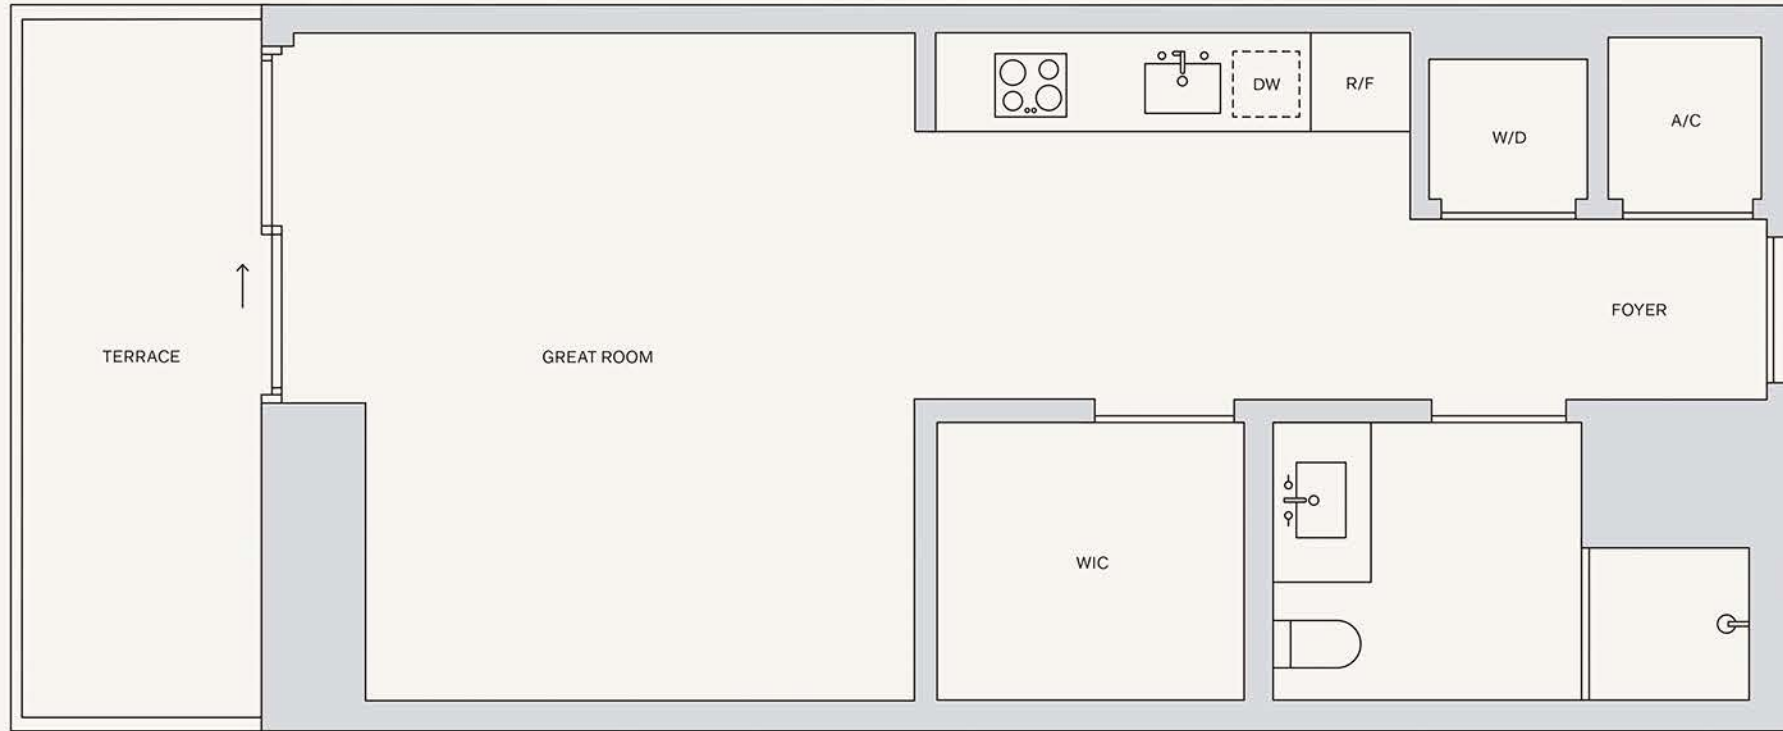 DW
R/F
W/D
A/C
FOYER
TERRACE
GREAT ROOM
WIC